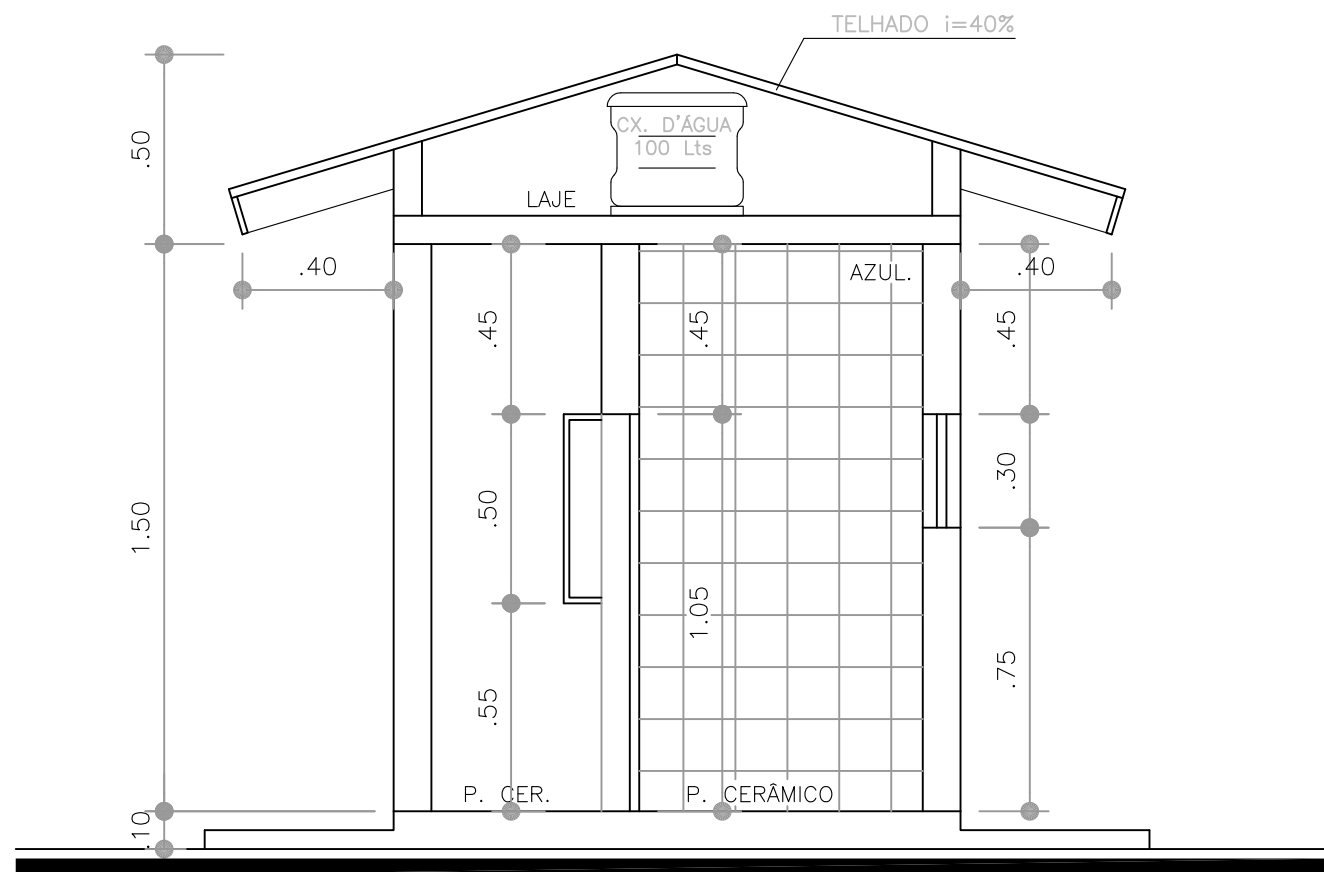 TELHADO i=40%
.50
CX. D'ÁGUA
100 Lts
LAJE
.40
AZUL.
.40
.45
.45
.45
1.50
.50
.30
1.05
.55
.75
P. CER.
P. CERÂMICO
.10